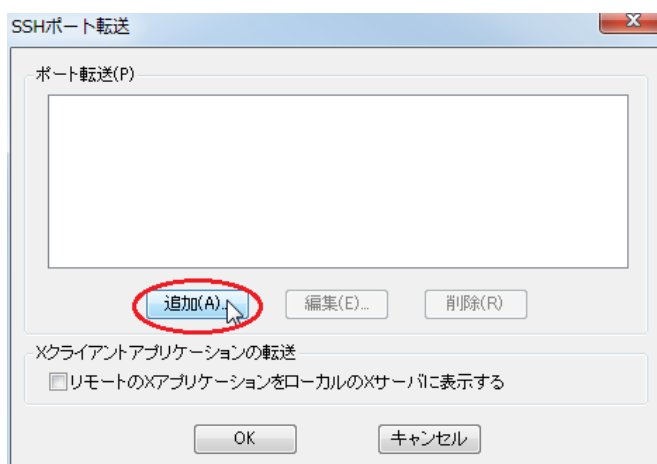 SSHポート転送
ポート転送(P)
追加(A)...
編集(E)...
削除(R)
Xクライアントアプリケーションの転送
リモートのXアプリケーションをローカルのXサーバに表示する
OK
キャンセル